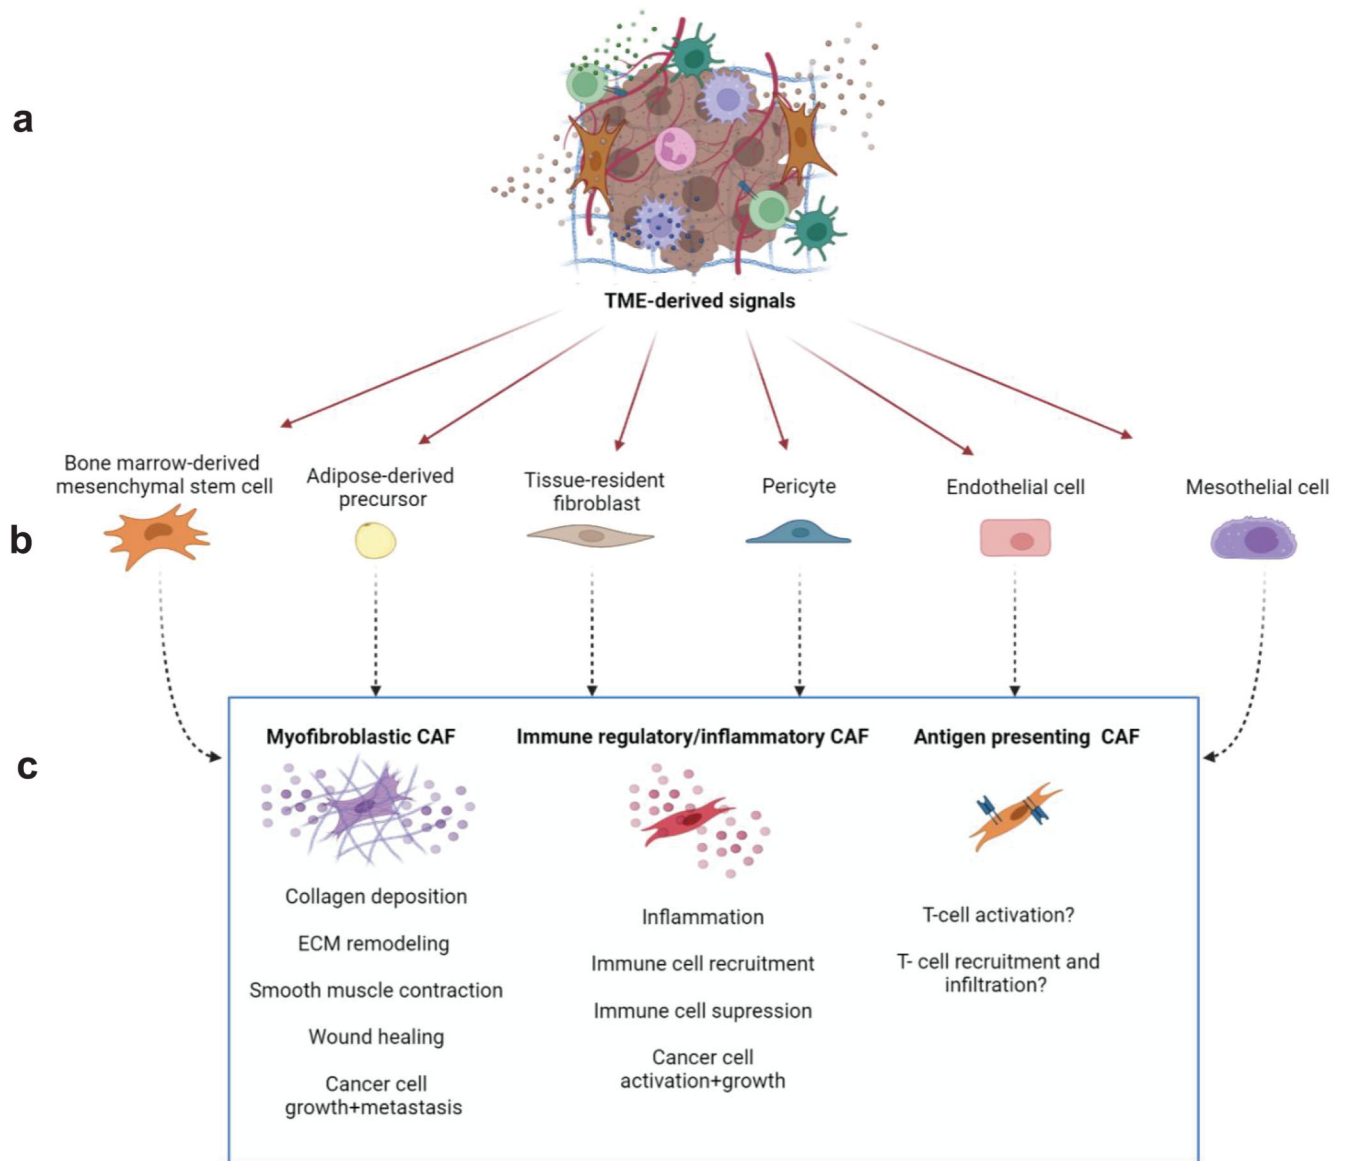 a
TME-derived signals
Bone marrow-derived
mesenchymal stem cell
Adipose-derived
precursor
Tissue-resident
fibroblast
Pericyte
Endothelial cell
Mesothelial cell
b
c
Myofibroblastic CAF
Collagen deposition
ECM remodeling
Smooth muscle contraction
Wound healing
Cancer cell
growth+metastasis
Immune regulatory/inflammatory CAF
Inflammation
Immune cell recruitment
Immune cell supression
Cancer cell
activation+growth
Antigen presenting CAF
T-cell activation?
T- cell recruitment and
infiltration?